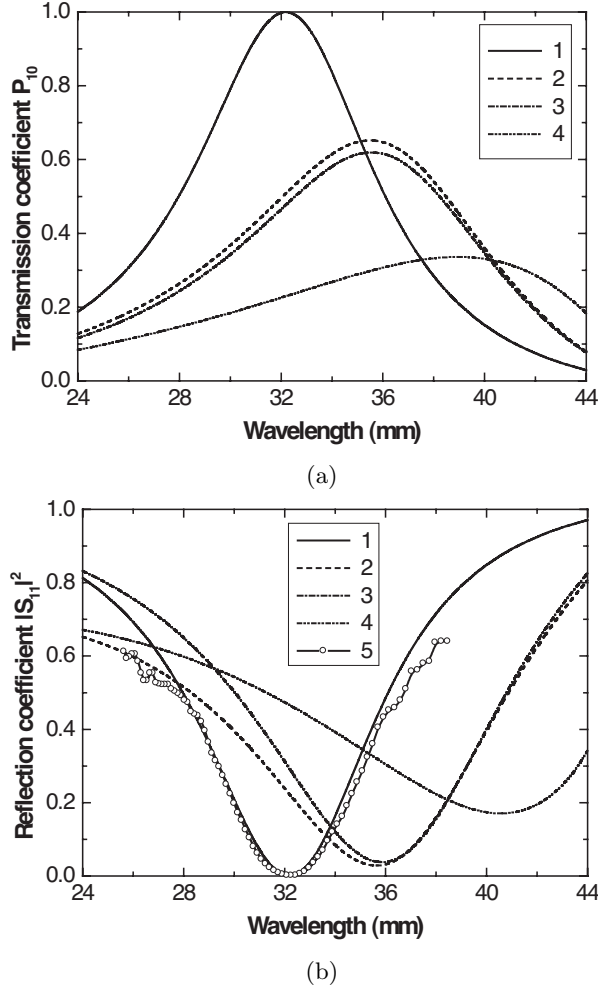 1.0
0.8
0.6
0.4
0.2
0.0
Transmission coefficient P10
1
2
3
4
24 28 32 36 40 44
Wavelength (mm)
(a)
1.0
0.8
0.6
0.4
0.2
0.0
Reflection coefficient |S11|²
1
2
3
4
5
24 28 32 36 40 44
Wavelength (mm)
(b)